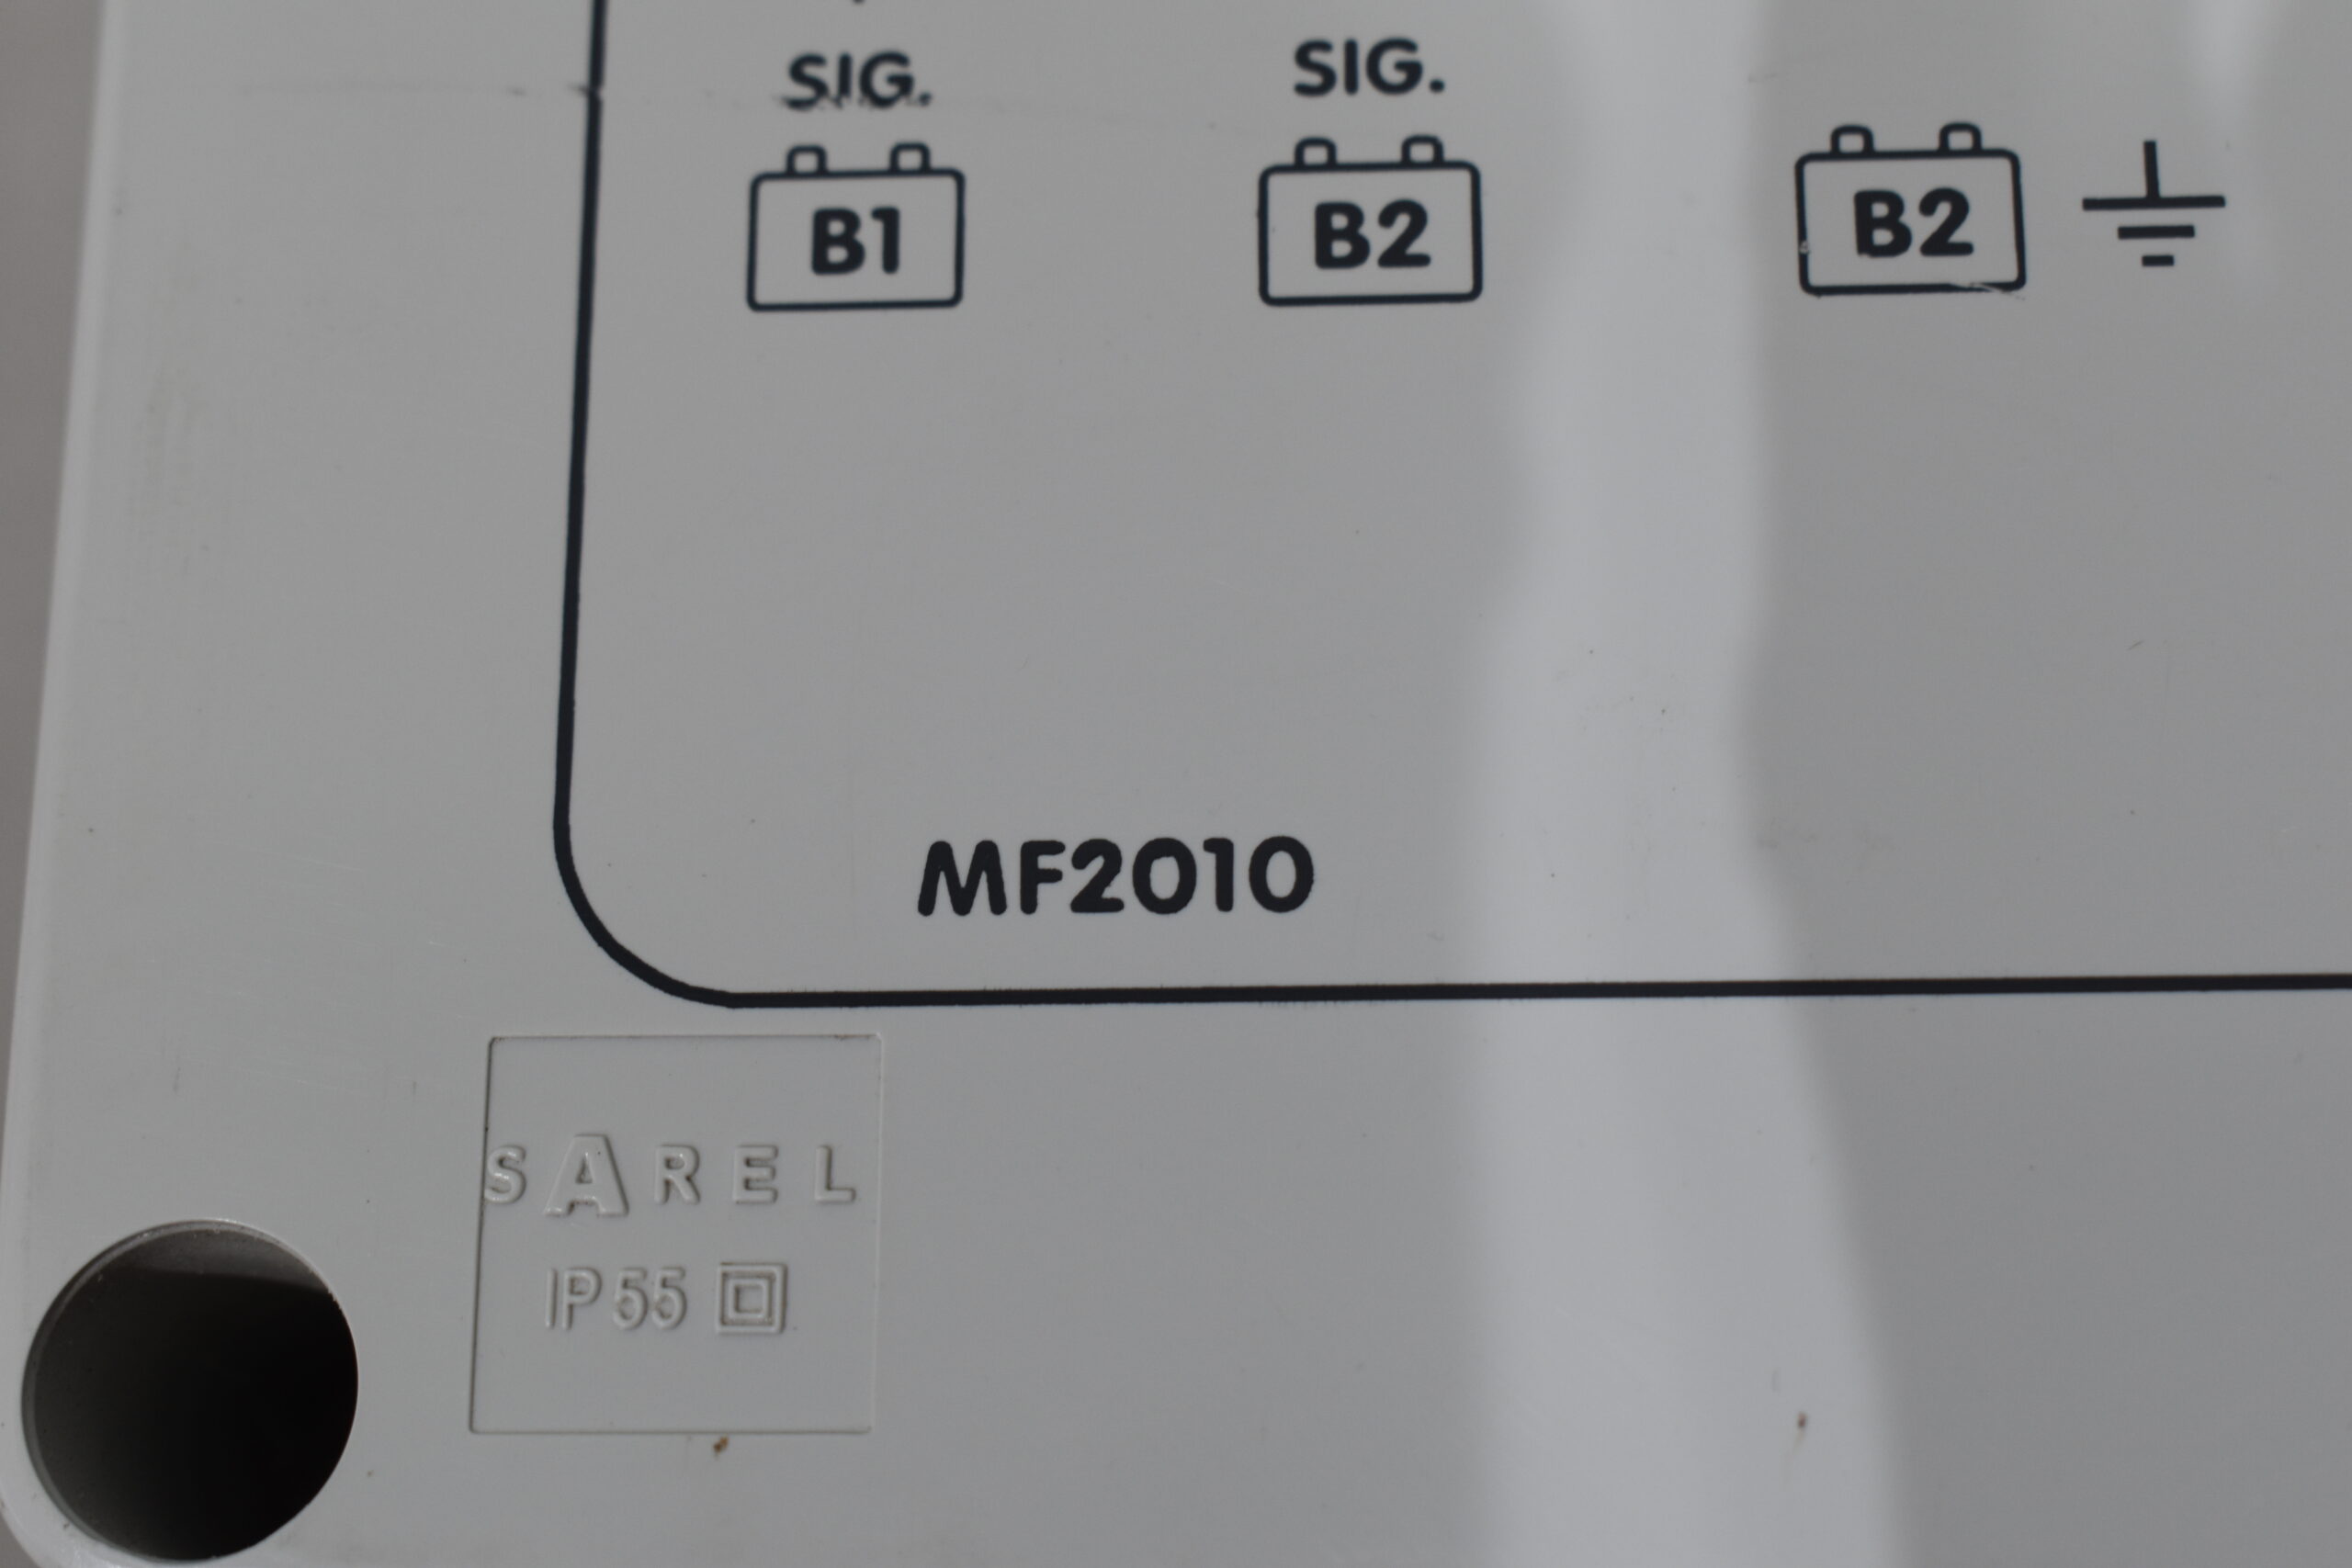 SIG. SIG.
B1 B2 B2
MF2010
SAREL
IP55